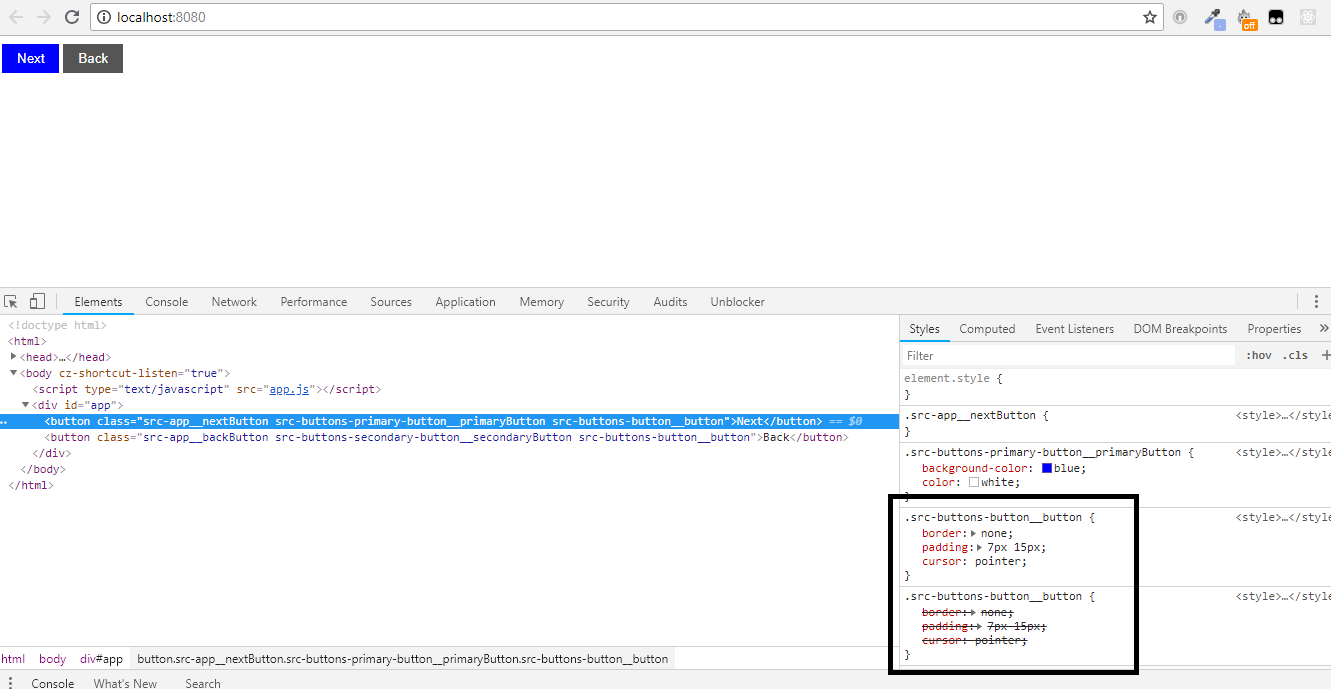 localhost:8080
off
Next Back
Elements Console Network Performance Sources Application Memory Security Audits Unblocker
<!doctype html>
<html>
<head>…</head>
<body cz-shortcut-listen="true">
<script type="text/javascript" src="app.js"></script>
<div id="app">
<button class="src-app__nextButton src-buttons-primary-button__primaryButton src-buttons-button__button">Next</button> == $0
<button class="src-app__backButton src-buttons-secondary-button__secondaryButton src-buttons-button__button">Back</button>
</div>
</body>
</html>
html body div#app button.src-app__nextButton.src-buttons-primary-button__primaryButton.src-buttons-button__button
Styles Computed Event Listeners DOM Breakpoints Properties »
Filter :hov .cls +
element.style {
}
.src-app__nextButton { <style>…</style
}
.src-buttons-primary-button__primaryButton { <style>…</style
background-color: blue;
color: white;
}
.src-buttons-button__button { <style>…</style
border: none;
padding: 7px 15px;
cursor: pointer;
}
.src-buttons-button__button { <style>…</style
border: none;
padding: 7px 15px;
cursor: pointer;
}
Console What's New Search